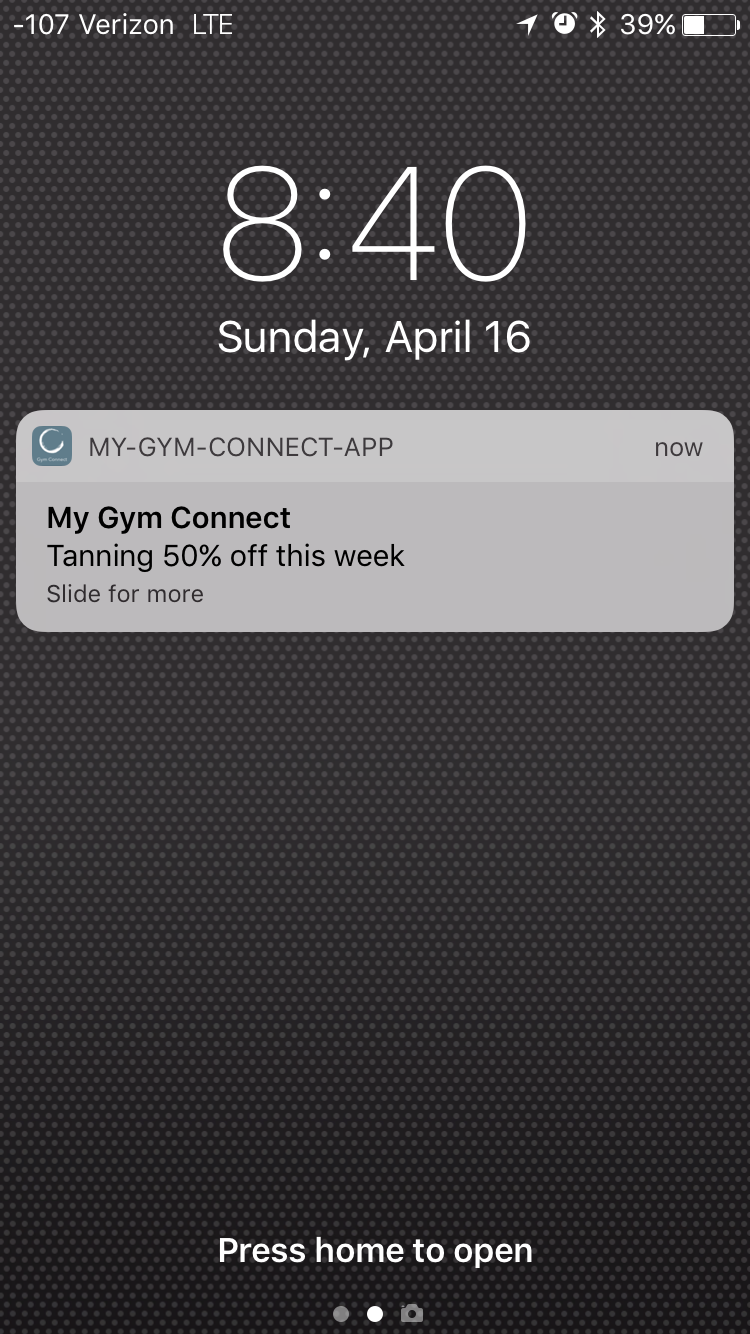 -107 Verizon LTE 39%
8:40
Sunday, April 16
MY-GYM-CONNECT-APP now
My Gym Connect
Tanning 50% off this week
Slide for more
Press home to open